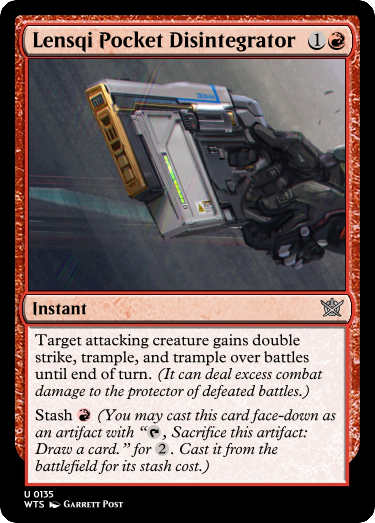 Lensqi Pocket Disintegrator 1
Instant
Target attacking creature gains double
strike, trample, and trample over battles
until end of turn. (It can deal excess combat
damage to the protector of defeated battles.)
Stash (You may cast this card face-down as
an artifact with “, Sacrifice this artifact:
Draw a card.” for 2. Cast it from the
battlefield for its stash cost.)
U 0135
WTS Garrett Post